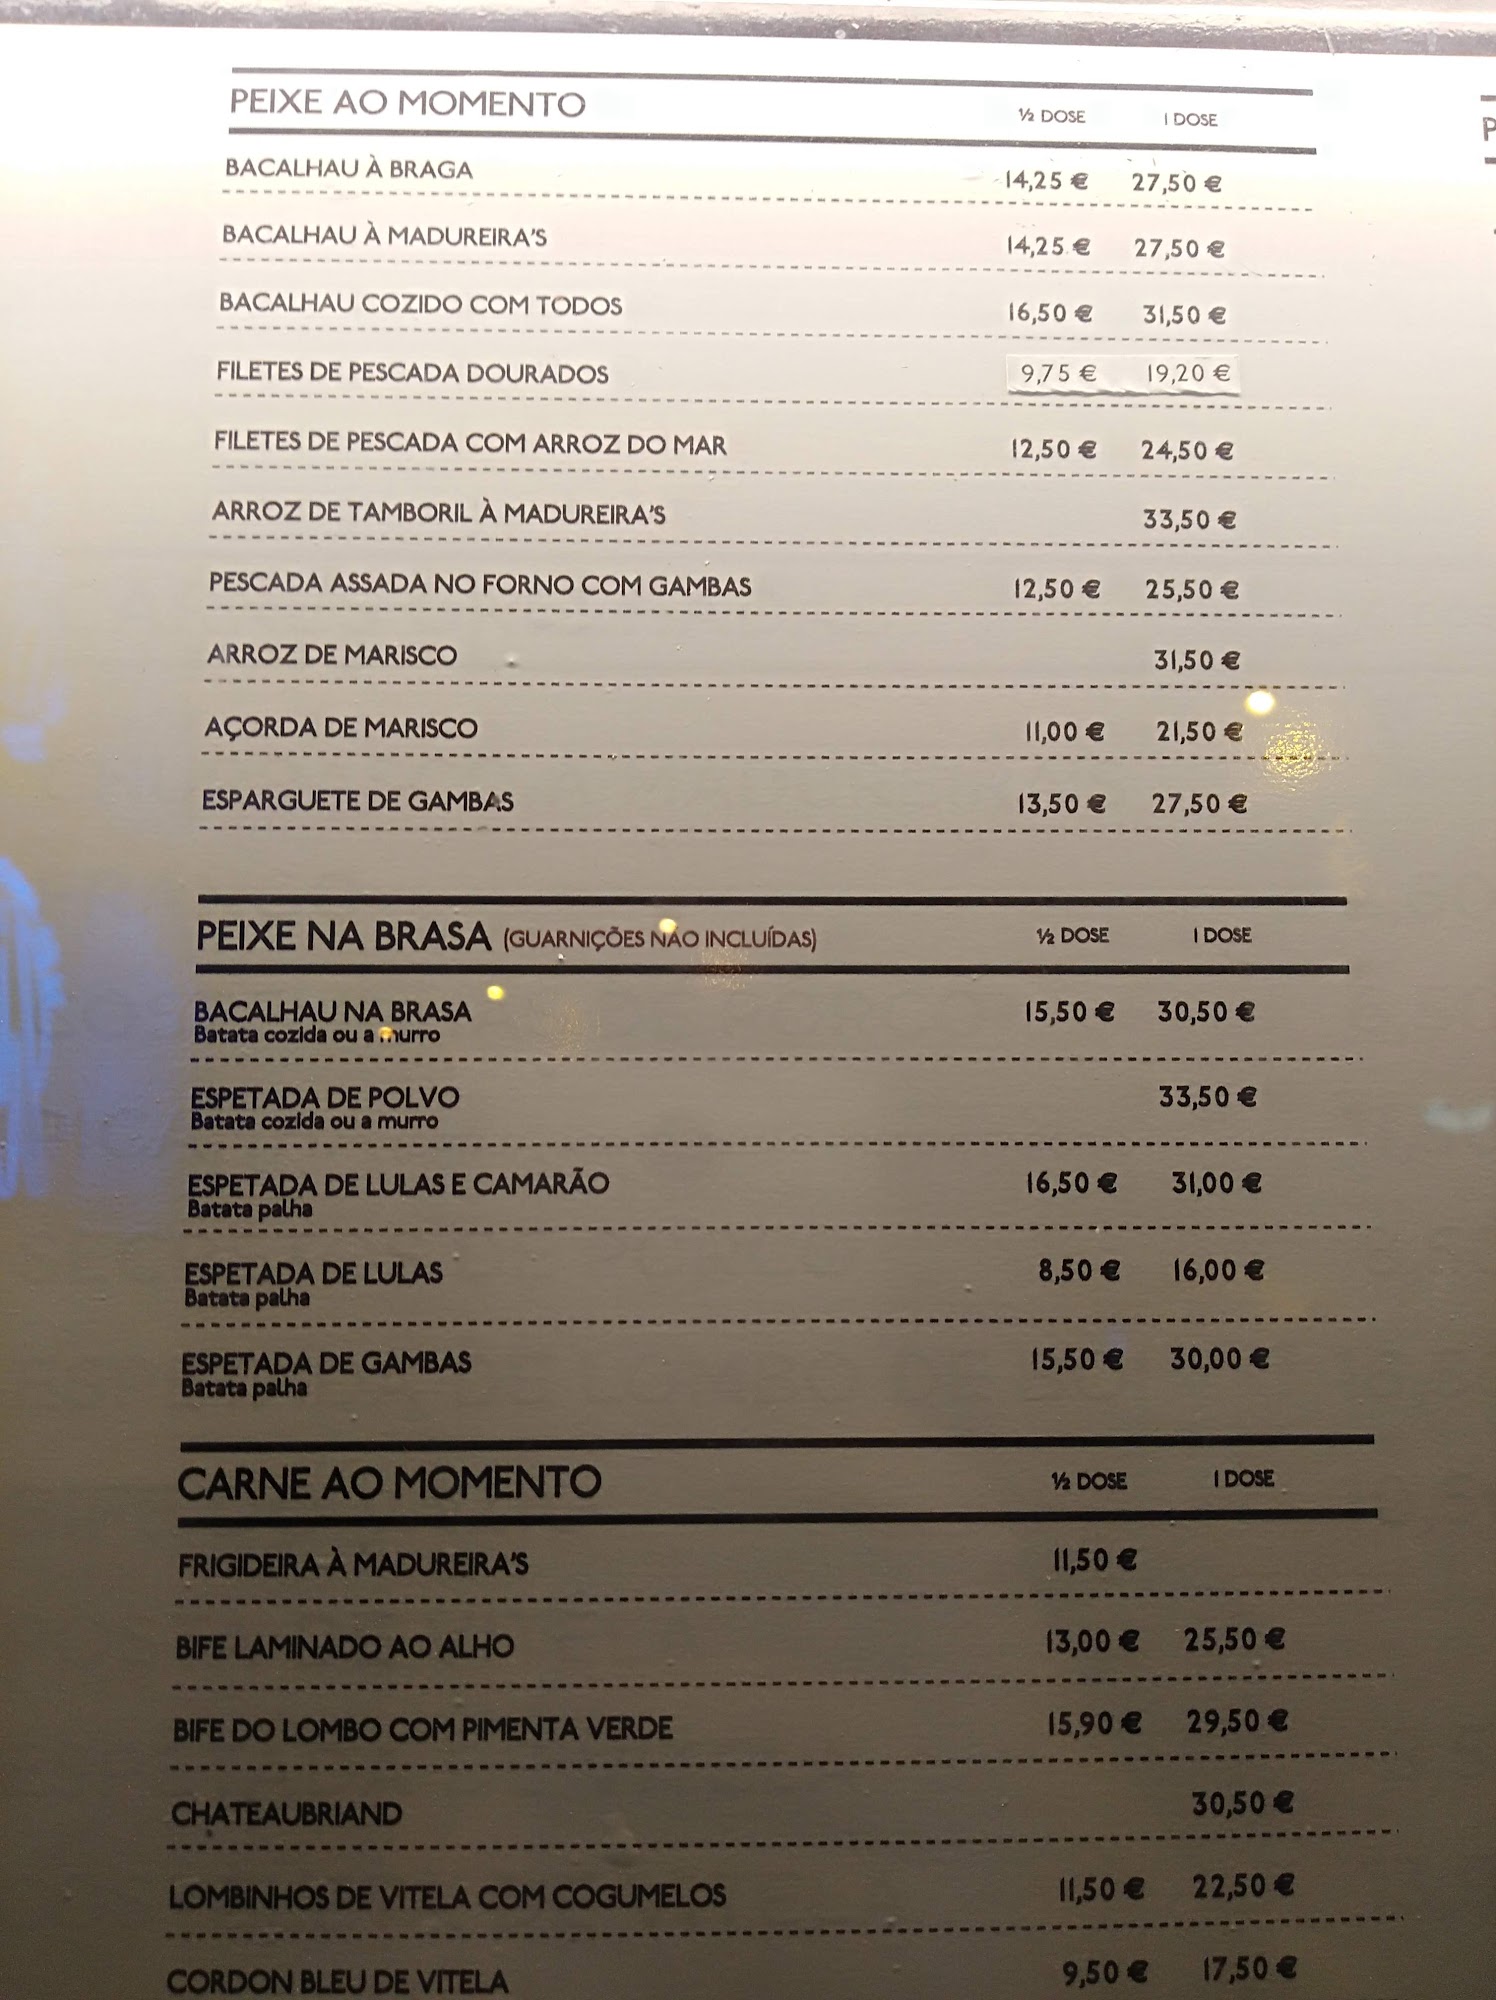 PEIXE AO MOMENTO ½ DOSE 1 DOSE
BACALHAU À BRAGA 14,25 € 27,50 €
BACALHAU À MADUREIRA'S 14,25 € 27,50 €
BACALHAU COZIDO COM TODOS 16,50 € 31,50 €
FILETES DE PESCADA DOURADOS 9,75 € 19,20 €
FILETES DE PESCADA COM ARROZ DO MAR 12,50 € 24,50 €
ARROZ DE TAMBORIL À MADUREIRA'S 33,50 €
PESCADA ASSADA NO FORNO COM GAMBAS 12,50 € 25,50 €
ARROZ DE MARISCO 31,50 €
AÇORDA DE MARISCO 11,00 € 21,50 €
ESPARGUETE DE GAMBAS 13,50 € 27,50 €
PEIXE NA BRASA (GUARNIÇÕES NÃO INCLUÍDAS) ½ DOSE 1 DOSE
BACALHAU NA BRASA 15,50 € 30,50 €
Batata cozida ou a murro
ESPETADA DE POLVO 33,50 €
Batata cozida ou a murro
ESPETADA DE LULAS E CAMARÃO 16,50 € 31,00 €
Batata palha
ESPETADA DE LULAS 8,50 € 16,00 €
Batata palha
ESPETADA DE GAMBAS 15,50 € 30,00 €
Batata palha
CARNE AO MOMENTO ½ DOSE 1 DOSE
FRIGIDEIRA À MADUREIRA'S 11,50 €
BIFE LAMINADO AO ALHO 13,00 € 25,50 €
BIFE DO LOMBO COM PIMENTA VERDE 15,90 € 29,50 €
CHATEAUBRIAND 30,50 €
LOMBINHOS DE VITELA COM COGUMELOS 11,50 € 22,50 €
CORDON BLEU DE VITELA 9,50 € 17,50 €